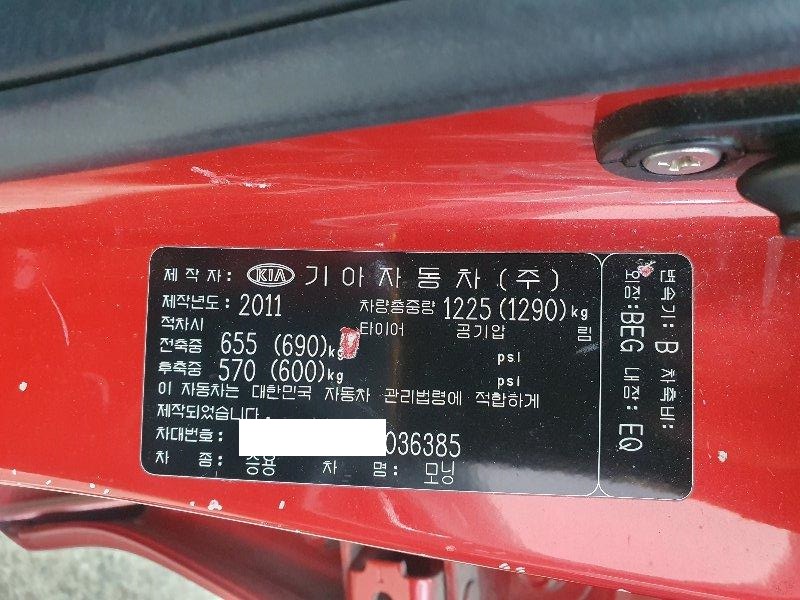 제 작 자 : KIA 기 아 자 동 차 ( 주 )
제작년도 : 2011 차량총중량 1225 (1290) kg
적차시 타이어 공기압 림
전축중 655 (690)kg psi
후축중 570 (600)kg psi
이 자동차는 대한민국 자동차 관리법령에 적합하게
제작되었습니다.
차대번호 : 036385
차 종 : 승용 차 명 : 모닝
변속기 : B 차축비 :
외장 : BEG 내장 : EQ